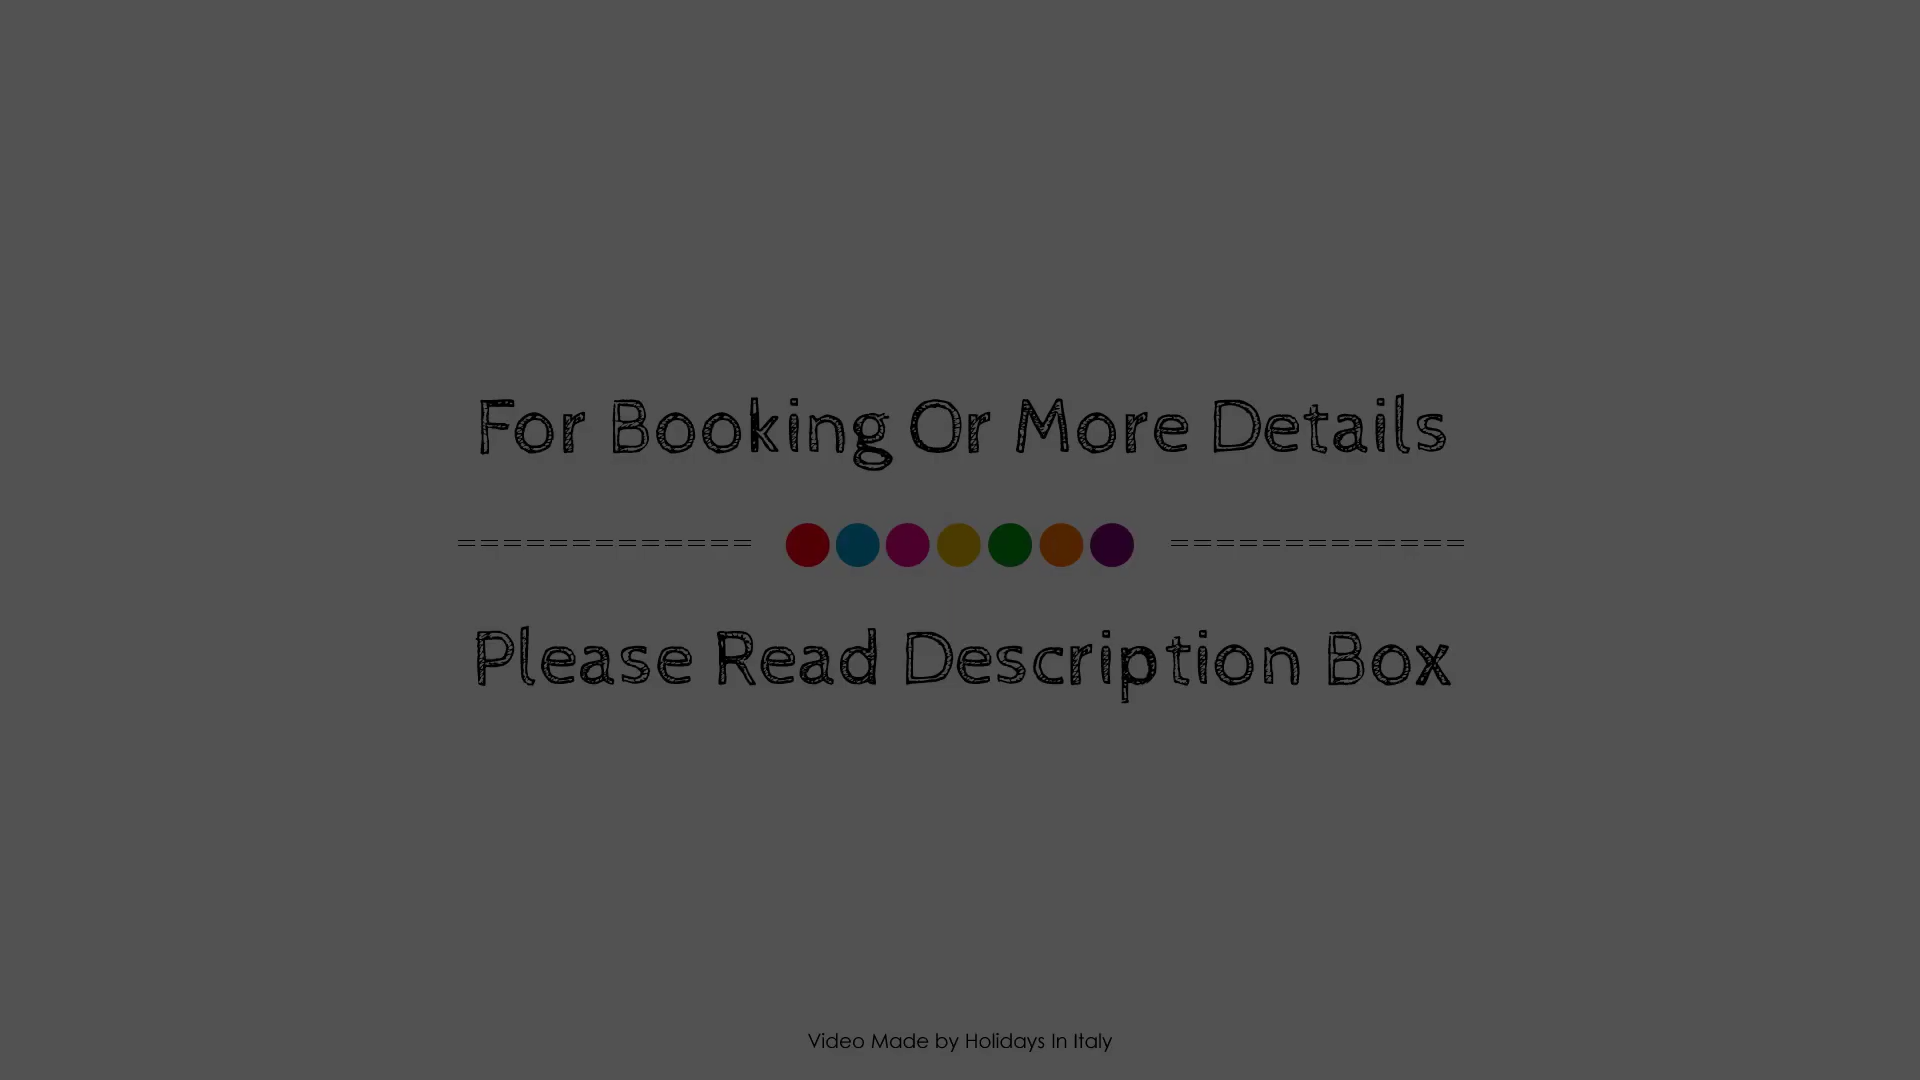 For Booking Or More Details
============= =============
Please Read Description Box
Video Made by Holidays In Italy